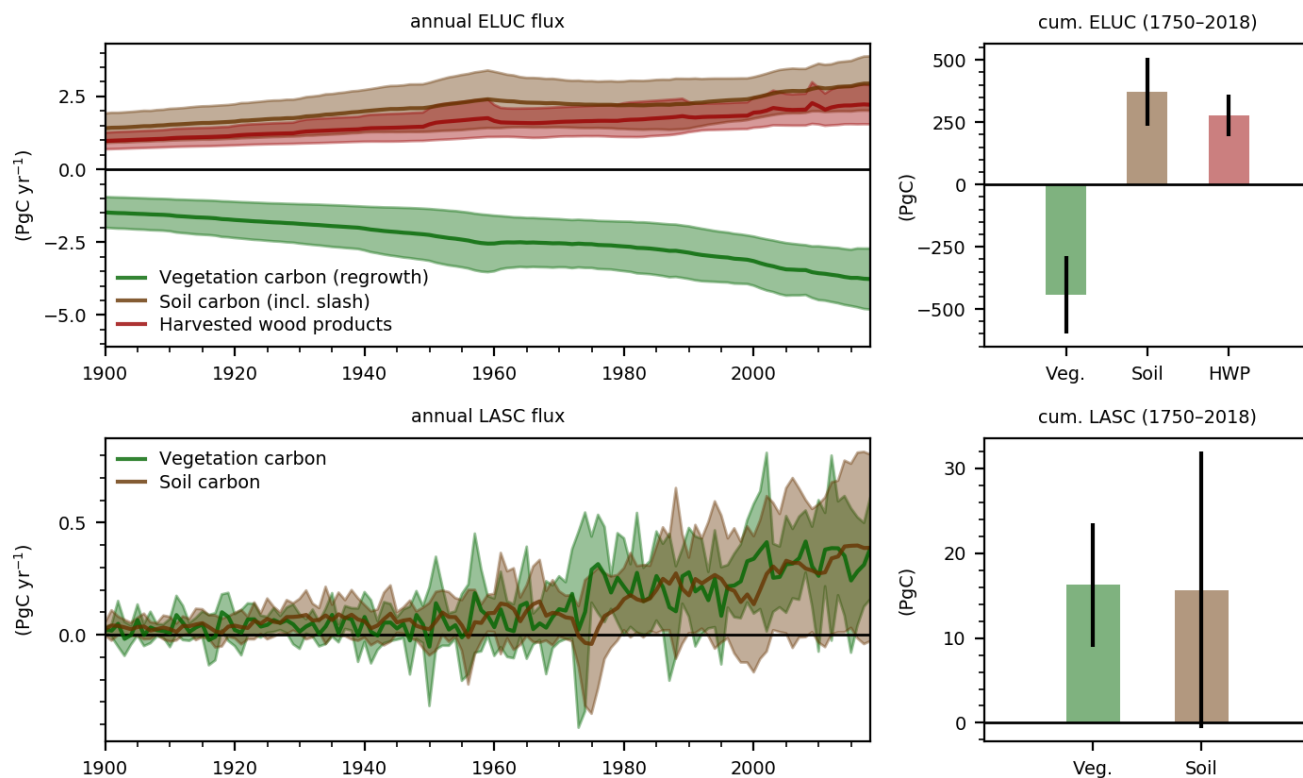 annual ELUC flux
(PgC yr⁻¹)
2.5
0.0
−2.5
−5.0
Vegetation carbon (regrowth)
Soil carbon (incl. slash)
Harvested wood products
1900 1920 1940 1960 1980 2000
cum. ELUC (1750–2018)
(PgC)
500
250
0
−250
−500
Veg. Soil HWP
annual LASC flux
(PgC yr⁻¹)
0.5
0.0
Vegetation carbon
Soil carbon
1900 1920 1940 1960 1980 2000
cum. LASC (1750–2018)
(PgC)
30
20
10
0
Veg. Soil